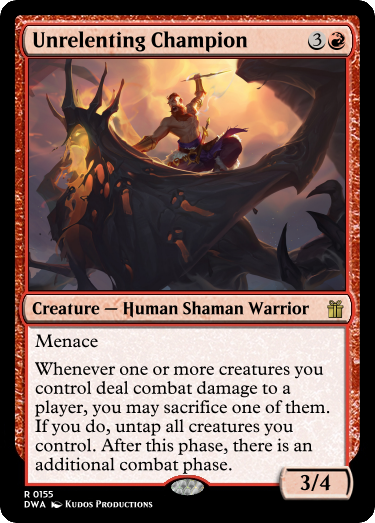 Unrelenting Champion 3
Creature — Human Shaman Warrior
Menace
Whenever one or more creatures you
control deal combat damage to a
player, you may sacrifice one of them.
If you do, untap all creatures you
control. After this phase, there is an
additional combat phase.
3/4
R 0155
DWA Kudos Productions